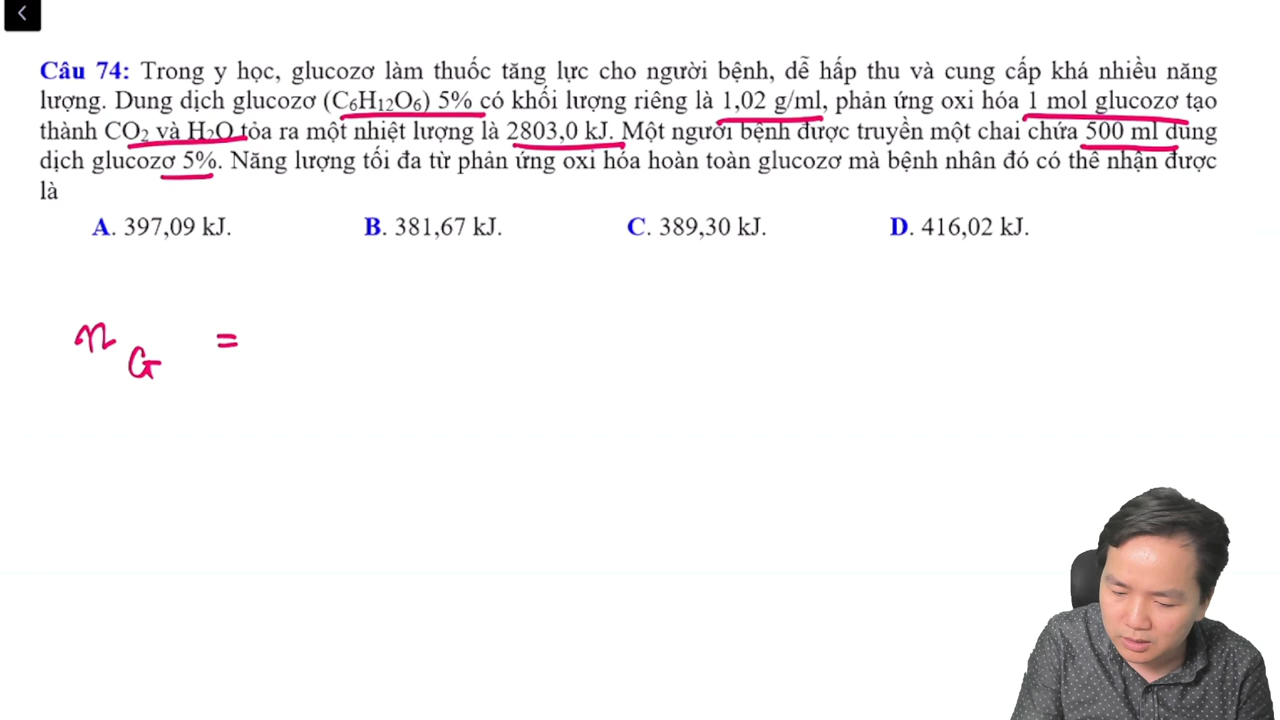 Câu 74: Trong y học, glucozơ làm thuốc tăng lực cho người bệnh, dễ hấp thu và cung cấp khá nhiều năng
lượng. Dung dịch glucozơ (C₆H₁₂O₆) 5% có khối lượng riêng là 1,02 g/ml, phản ứng oxi hóa 1 mol glucozơ tạo
thành CO₂ và H₂O tỏa ra một nhiệt lượng là 2803,0 kJ. Một người bệnh được truyền một chai chứa 500 ml dung
dịch glucozơ 5%. Năng lượng tối đa từ phản ứng oxi hóa hoàn toàn glucozơ mà bệnh nhân đó có thể nhận được
là
A. 397,09 kJ. B. 381,67 kJ. C. 389,30 kJ. D. 416,02 kJ.
n_G =